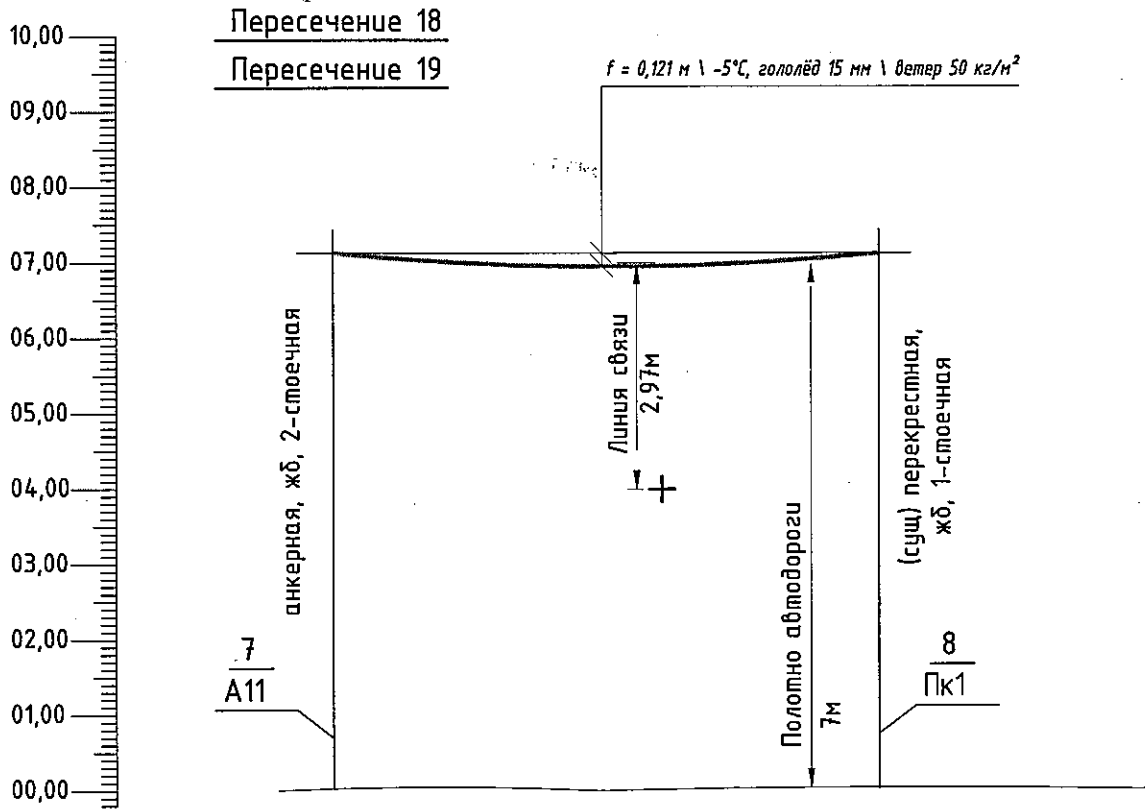 Пересечение 18
Пересечение 19
f = 0,121 м \ -5°C, гололёд 15 мм \ ветер 50 кг/м²
10,00
09,00
08,00
07,00
06,00
05,00
04,00
03,00
02,00
01,00
00,00
анкерная, жб, 2-стоечная
7
А11
Линия связи
2,97м
Полотно автодороги
7м
(сущ) перекрестная,
жб, 1-стоечная
8
Пк1